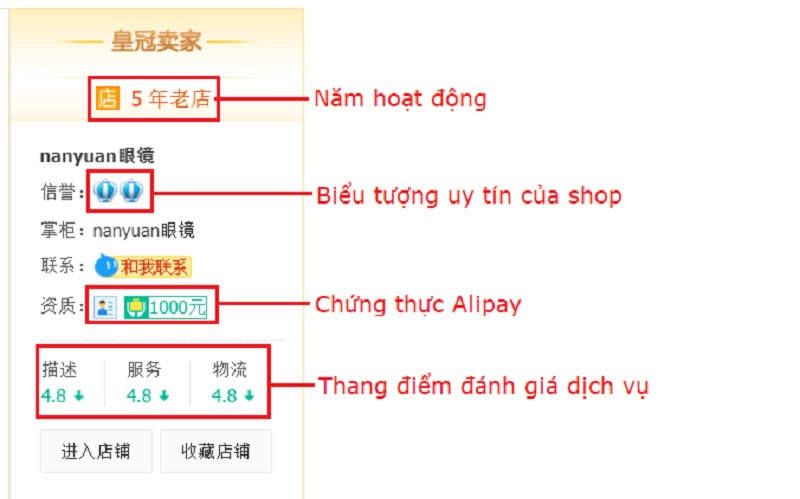 皇冠卖家
店 5 年老店
Năm hoạt động
nanyuan眼镜
信誉：
Biểu tượng uy tín của shop
掌柜：nanyuan眼镜
联系：和我联系
资质：1000元
Chứng thực Alipay
描述 服务 物流
4.8 4.8 4.8
Thang điểm đánh giá dịch vụ
进入店铺 收藏店铺